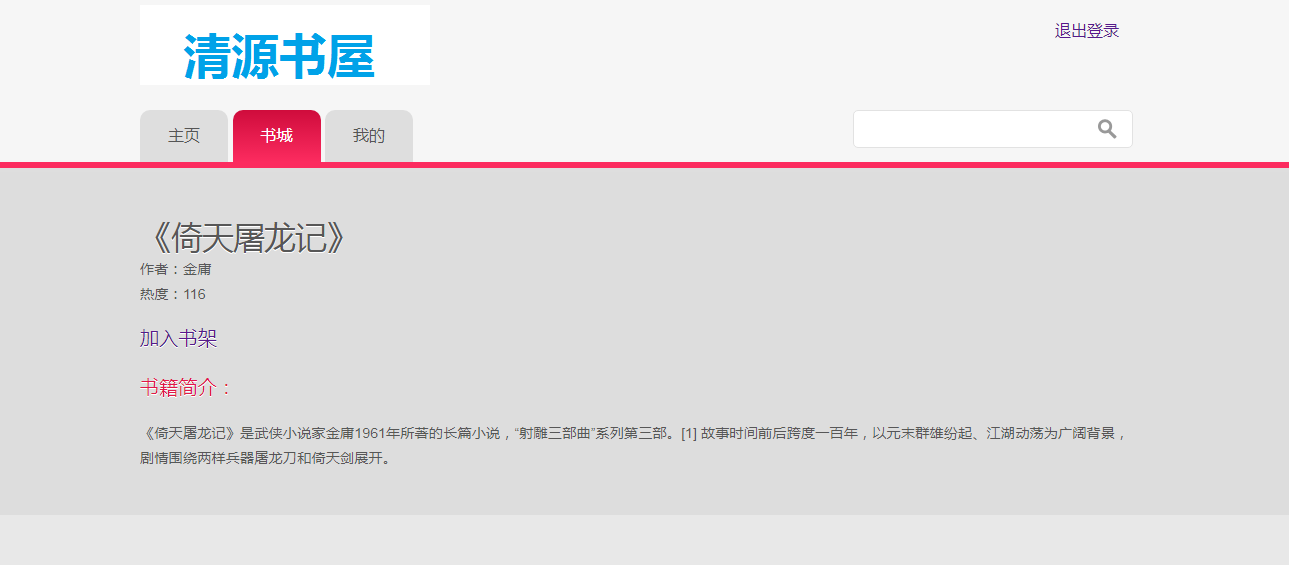 清源书屋
退出登录
主页
书城
我的
《倚天屠龙记》
作者：金庸
热度：116
加入书架
书籍简介：
《倚天屠龙记》是武侠小说家金庸1961年所著的长篇小说，“射雕三部曲”系列第三部。[1] 故事时间前后跨度一百年，以元末群雄纷起、江湖动荡为广阔背景，
剧情围绕两样兵器屠龙刀和倚天剑展开。